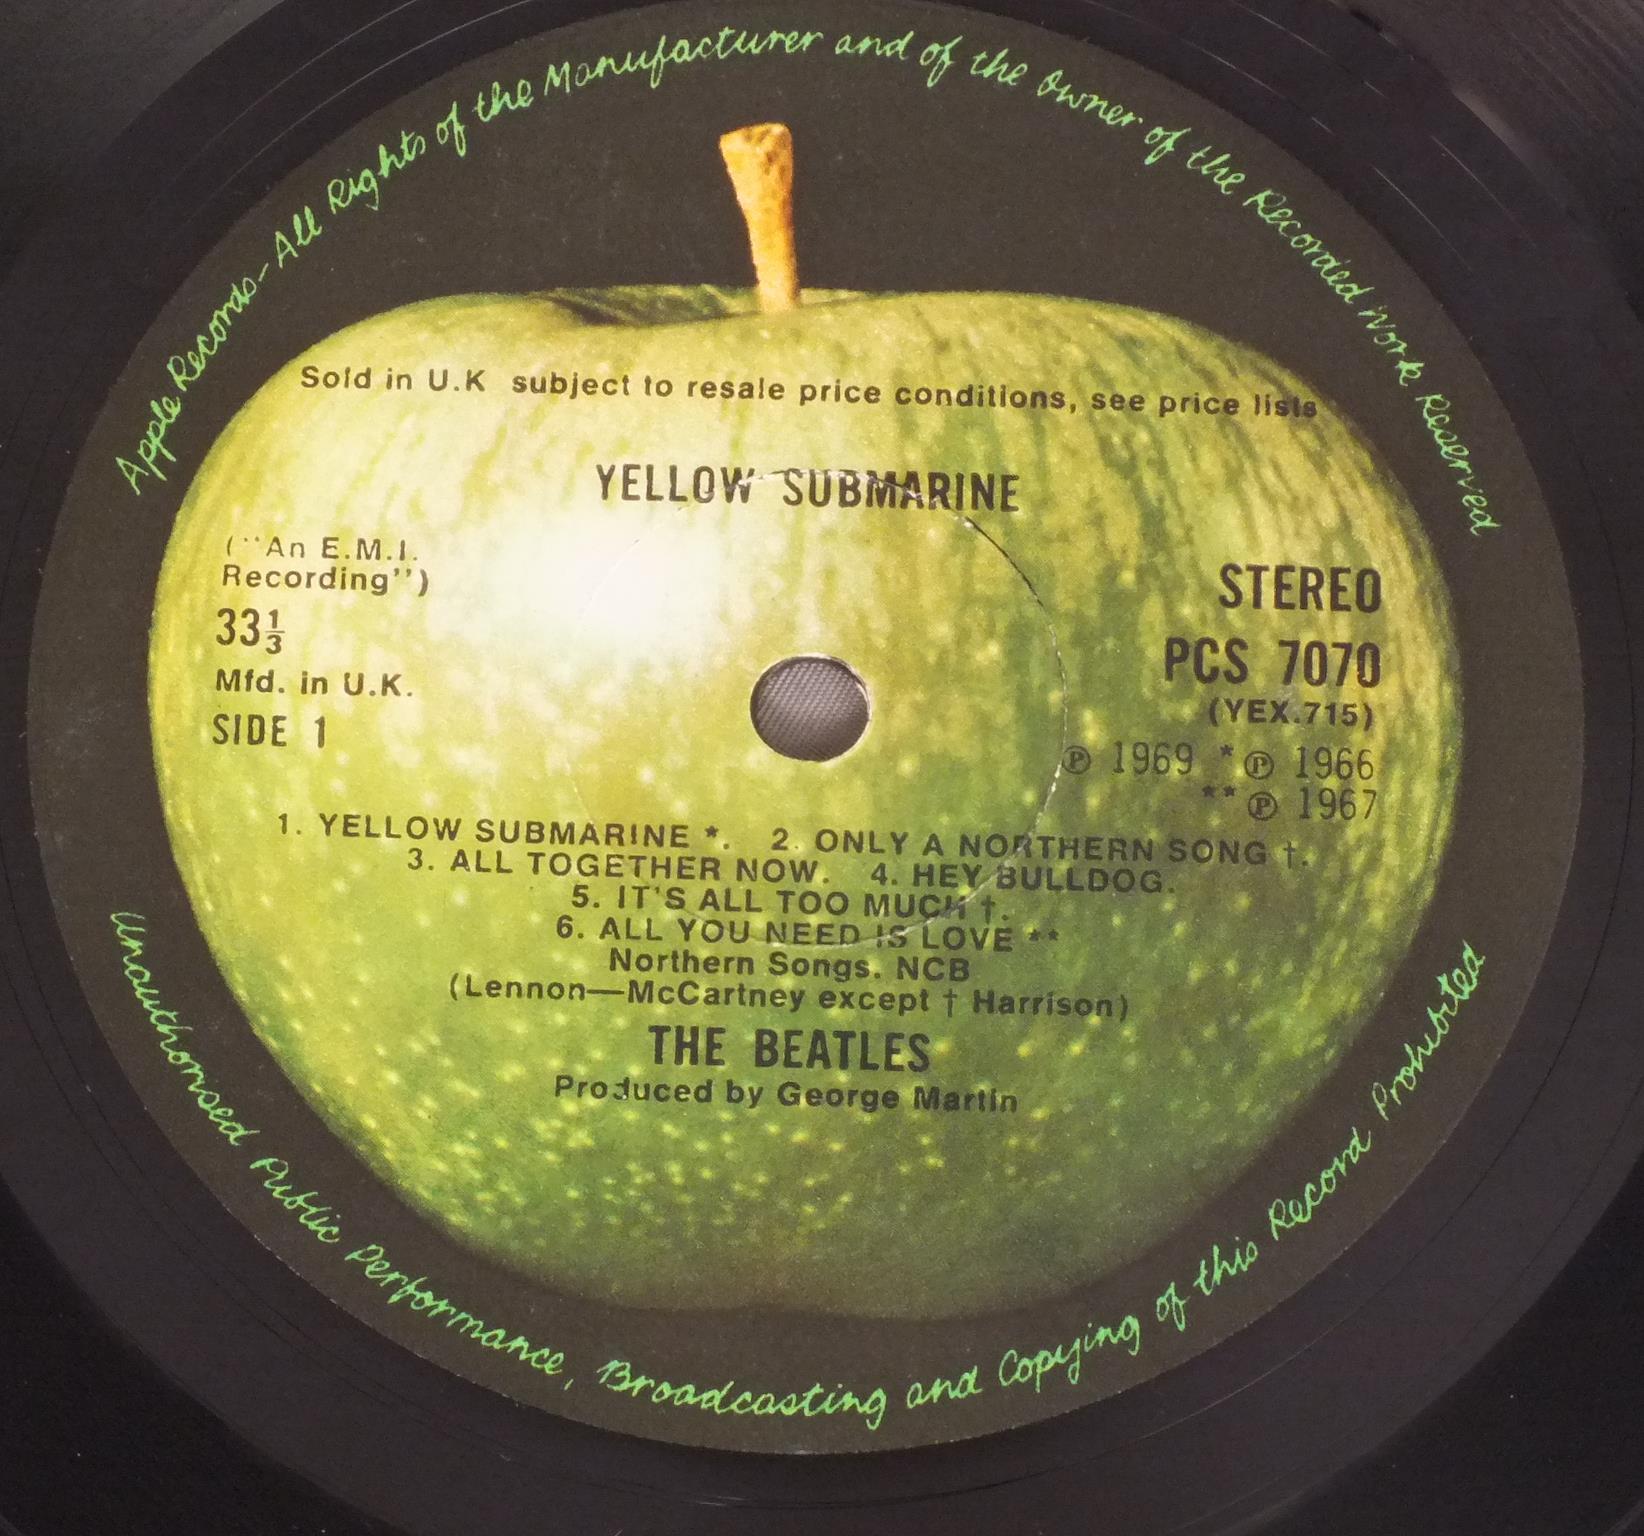 Apple Records–All Rights of the Manufacturer and of the Owner of the Recorded Work Reserved
Sold in U.K subject to resale price conditions, see price lists
YELLOW SUBMARINE
(“An E.M.I.
Recording”)
33⅓
Mfd. in U.K.
SIDE 1
STEREO
PCS 7070
(YEX.715)
℗ 1969 *℗ 1966
**℗ 1967
1. YELLOW SUBMARINE *. 2. ONLY A NORTHERN SONG †.
3. ALL TOGETHER NOW. 4. HEY BULLDOG.
5. IT'S ALL TOO MUCH †.
6. ALL YOU NEED IS LOVE **
Northern Songs. NCB
(Lennon—McCartney except † Harrison)
THE BEATLES
Produced by George Martin
Unauthorised Public Performance, Broadcasting and Copying of this Record Prohibited